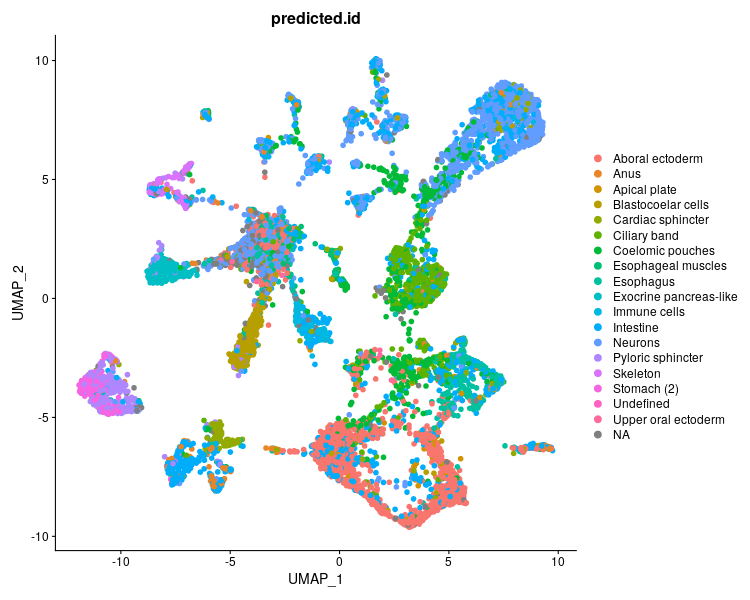 predicted.id
10
5
0
-5
-10
UMAP_2
-10
-5
0
5
10
UMAP_1
Aboral ectoderm
Anus
Apical plate
Blastocoelar cells
Cardiac sphincter
Ciliary band
Coelomic pouches
Esophageal muscles
Esophagus
Exocrine pancreas-like
Immune cells
Intestine
Neurons
Pyloric sphincter
Skeleton
Stomach (2)
Undefined
Upper oral ectoderm
NA